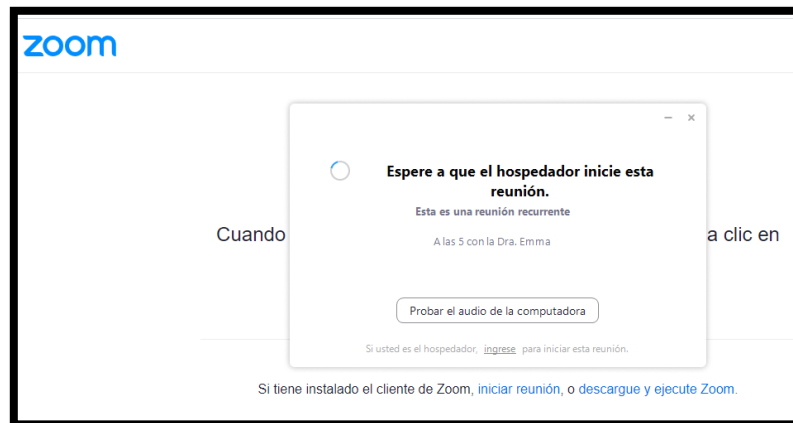 zoom
Espere a que el hospedador inicie esta
reunión.
Esta es una reunión recurrente
Cuando
A las 5 con la Dra. Emma
a clic en
Probar el audio de la computadora
Si usted es el hospedador, ingrese para iniciar esta reunión.
Si tiene instalado el cliente de Zoom, iniciar reunión, o descargue y ejecute Zoom.